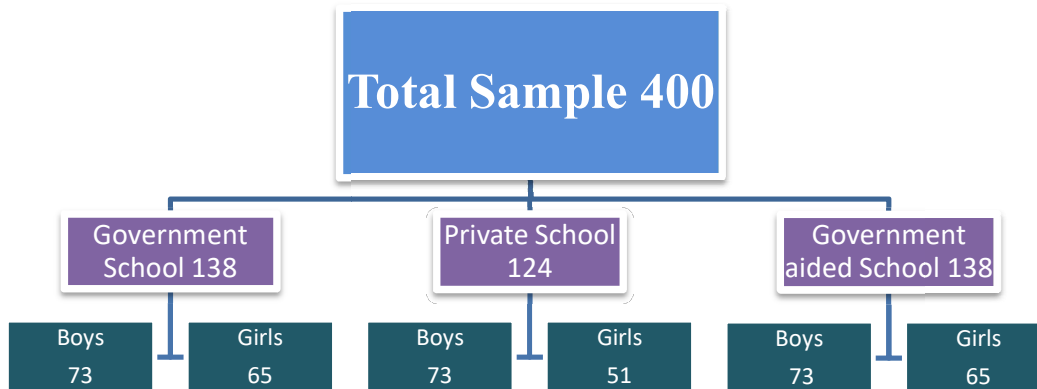 Total Sample 400
Government
School 138
Private School
124
Government
aided School 138
Boys
73
Girls
65
Boys
73
Girls
51
Boys
73
Girls
65